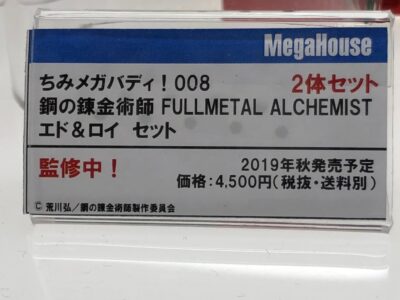 MegaHouse
ちみメガバディ！008 2体セット
鋼の錬金術師 FULLMETAL ALCHEMIST
エド＆ロイ セット
監修中！
2019年秋発売予定
価格：4,500円（税抜・送料別）
© 荒川弘／鋼の錬金術師製作委員会